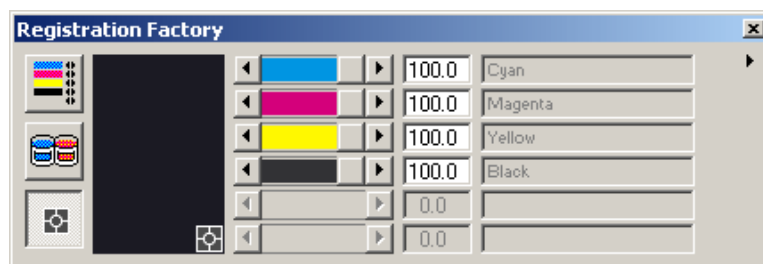 Registration Factory
100.0 Cyan
100.0 Magenta
100.0 Yellow
100.0 Black
0.0
0.0